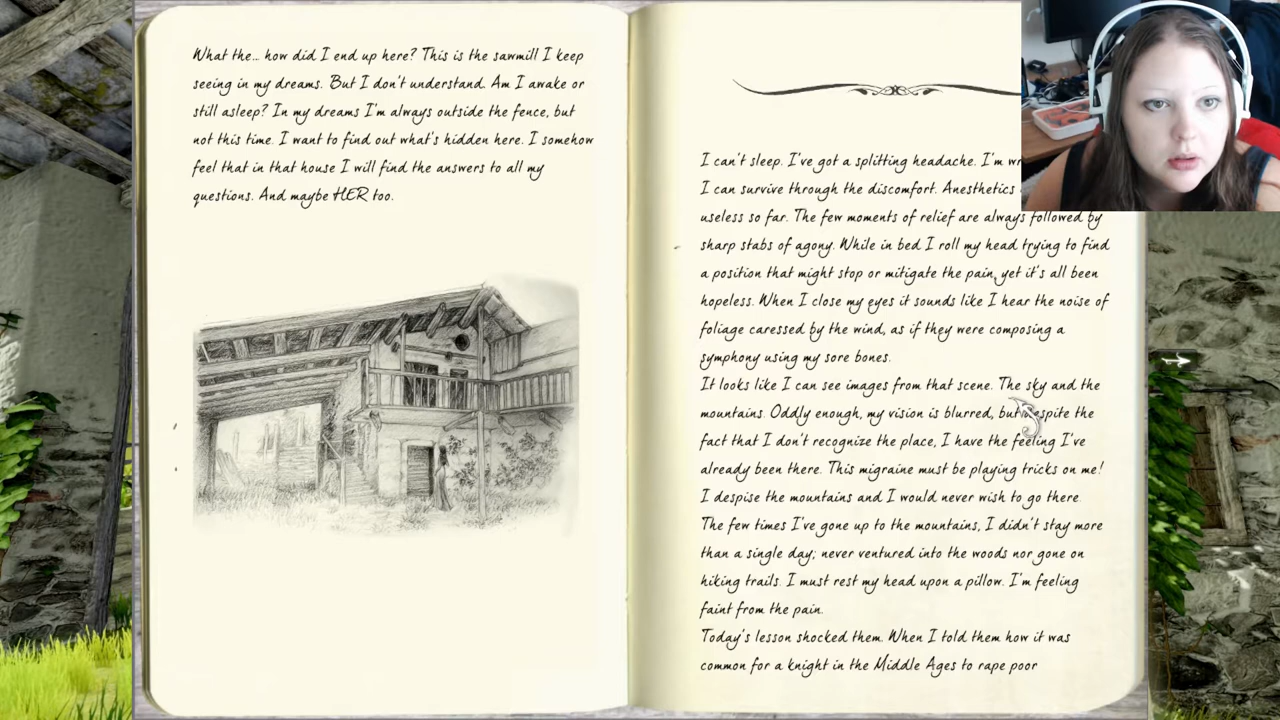 What the... how did I end up here? This is the sawmill I keep
seeing in my dreams. But I don't understand. Am I awake or
still asleep? In my dreams I'm always outside the fence, but
not this time. I want to find out what's hidden here. I somehow
feel that in that house I will find the answers to all my
questions. And maybe HER too.
I can't sleep. I've got a splitting headache. I'm
I can survive through the discomfort. Anesthetics
useless so far. The few moments of relief are always followed by
sharp stabs of agony. While in bed I roll my head trying to find
a position that might stop or mitigate the pain, yet it's all been
hopeless. When I close my eyes it sounds like I hear the noise of
foliage caressed by the wind, as if they were composing a
symphony using my sore bones.
It looks like I can see images from that scene. The sky and the
mountains. Oddly enough, my vision is blurred, but despite the
fact that I don't recognize the place, I have the feeling I've
already been there. This migraine must be playing tricks on me!
I despise the mountains and I would never wish to go there.
The few times I've gone up to the mountains, I didn't stay more
than a single day; never ventured into the woods nor gone on
hiking trails. I must rest my head upon a pillow. I'm feeling
faint from the pain.
Today's lesson shocked them. When I told them how it was
common for a knight in the Middle Ages to rape poor